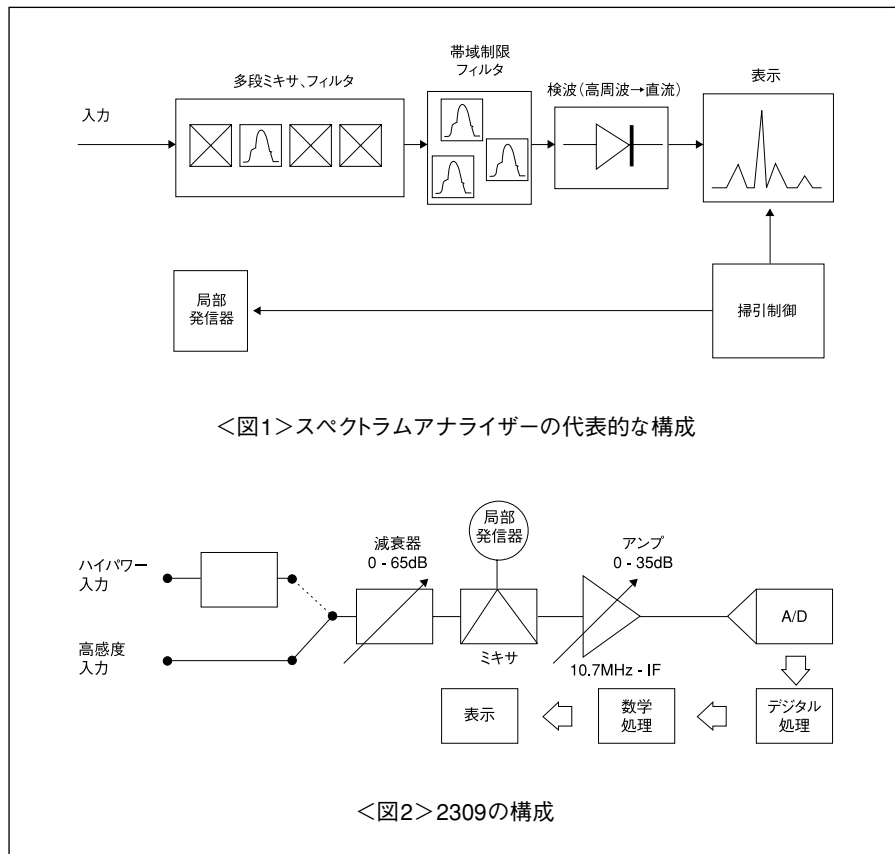 多段ミキサ、フィルタ
帯域制限
フィルタ
検波(高周波→直流)
表示
入力
局部
発信器
掃引制御
<図1>スペクトラムアナライザーの代表的な構成
ハイパワー
入力
高感度
入力
減衰器
0 - 65dB
局部
発信器
ミキサ
アンプ
0 - 35dB
10.7MHz - IF
A/D
デジタル
処理
数学
処理
表示
<図2>2309の構成